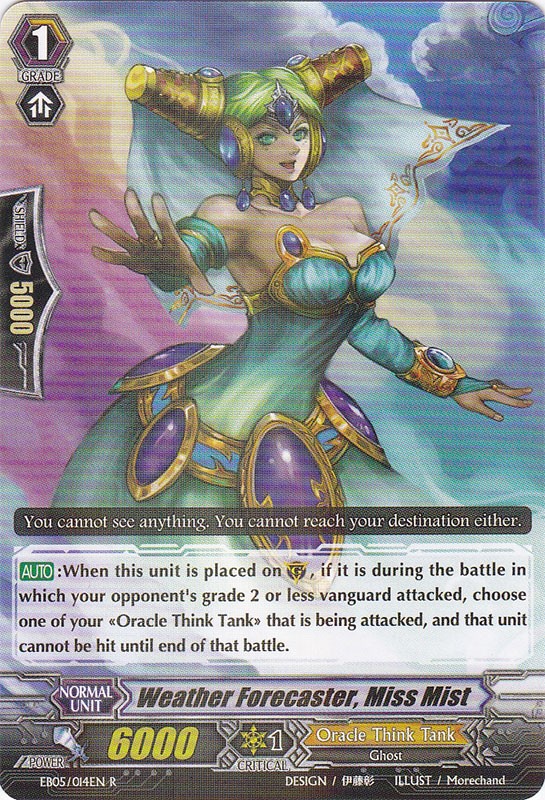 1
GRADE
SHIELD
5000
You cannot see anything. You cannot reach your destination either.
AUTO:When this unit is placed on , if it is during the battle in
which your opponent's grade 2 or less vanguard attacked, choose
one of your «Oracle Think Tank» that is being attacked, and that unit
cannot be hit until end of that battle.
NORMAL
UNIT
Weather Forecaster, Miss Mist
POWER
6000
1
CRITICAL
Oracle Think Tank
Ghost
EB05/014EN R
DESIGN / 伊藤彰
ILLUST / Morechand